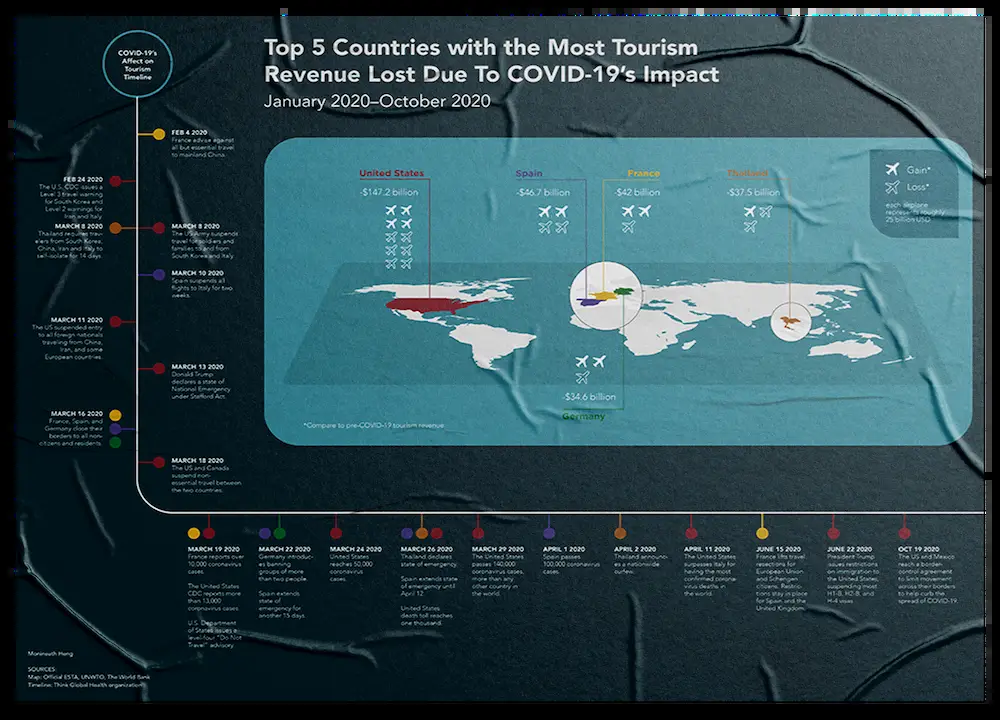 COVID-19's
Affect on
Tourism
Timeline
Top 5 Countries with the Most Tourism
Revenue Lost Due To COVID-19's Impact
January 2020–October 2020
FEB 4 2020
France advise against
all but essential travel
to mainland China.
FEB 24 2020
The U.S. CDC issues a
Level 3 travel warning
for South Korea and
Level 2 warnings for
Iran and Italy.
MARCH 8 2020
Thailand requires trav-
elers from South Korea,
China, Iran and Italy to
self-isolate for 14 days.
MARCH 8 2020
The US Army suspends
travel for soldiers and
families to and from
South Korea and Italy.
MARCH 10 2020
Spain suspends all
flights to Italy for two
weeks.
MARCH 11 2020
The US suspended entry
to all foreign nationals
traveling from China,
Iran, and some
European countries.
MARCH 13 2020
Donald Trump
declares a state of
National Emergency
under Stafford Act.
MARCH 16 2020
France, Spain, and
Germany close their
borders to all non-
citizens and residents.
MARCH 18 2020
The US and Canada
suspend non-
essential travel between
the two countries.
United States
-$147.2 billion
Spain
-$46.7 billion
France
-$42 billion
Thailand
-$37.5 billion
Gain*
Loss*
each airplane
represents roughly
25 billion USD
-$34.6 billion
Germany
*Compare to pre-COVID-19 tourism revenue
MARCH 19 2020
France reports over
10,000 coronavirus
cases.
The United States
CDC reports more
than 13,000
coronavirus cases.
U.S. Department
of States issues a
level-four "Do Not
Travel" advisory.
MARCH 22 2020
Germany introduc-
es banning
groups of more
than two people.
Spain extends
state of
emergency for
another 15 days.
MARCH 24 2020
United States
reaches 50,000
coronavirus
cases.
MARCH 26 2020
Thailand declares
state of emergency.
Spain extends state
of emergency until
April 12.
United States
death toll reaches
one thousand.
MARCH 29 2020
The United States
passes 140,000
coronavirus cases,
more than any
other country in
the world.
APRIL 1 2020
Spain passes
100,000 coronavirus
cases.
APRIL 2 2020
Thailand announc-
es a nationwide
curfew.
APRIL 11 2020
The United States
surpasses Italy for
having the most
confirmed corona-
virus deaths in
the world.
JUNE 15 2020
France lifts travel
resctrictions for
European Union
and Schengen
citizens. Restric-
tions stay in place
for Spain and the
United Kingdom.
JUNE 22 2020
President Trump
issues restrictions
on immigration to
the United States,
suspending most
H1-B, H2-B, and
H-4 visas
OCT 19 2020
The US and Mexico
reach a border
control agreement
to limit movement
across their borders
to help curb the
spread of COVID-19.
SOURCES:
Map: Official ESTA, UNWTO, The World Bank
Timeline: Think Global Health organization